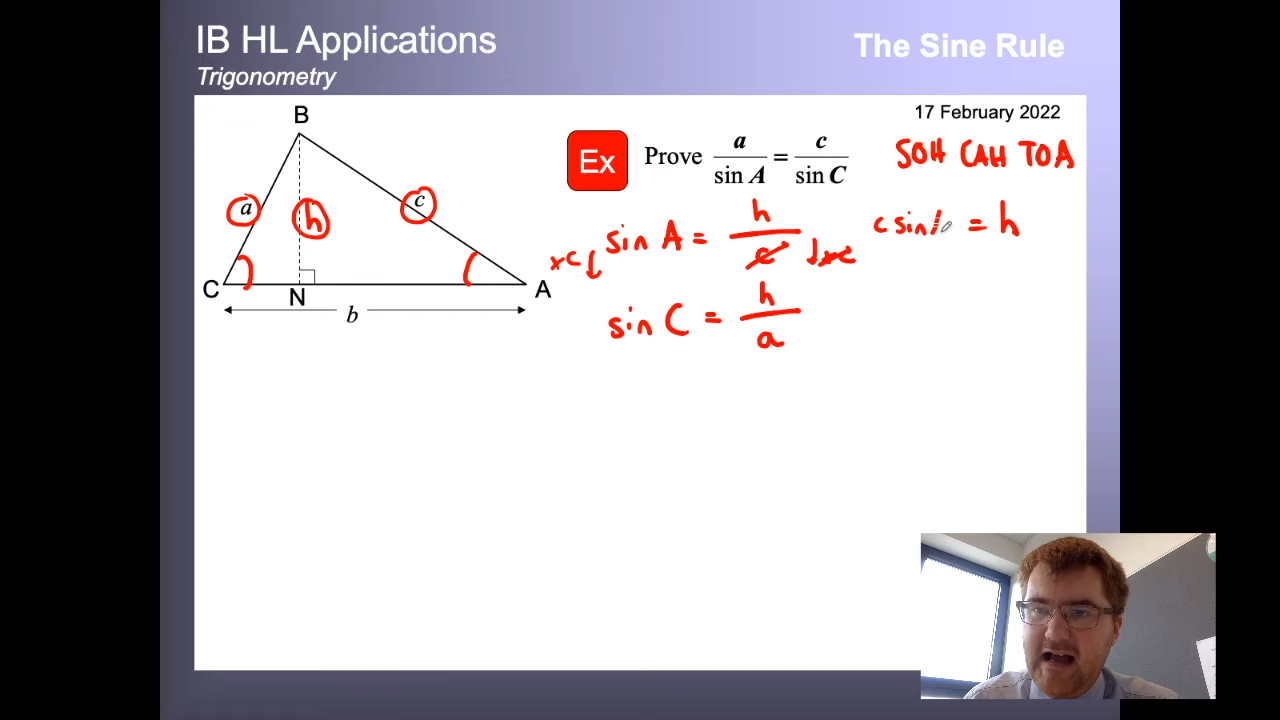 IB HL Applications
Trigonometry
The Sine Rule
17 February 2022
B
a
h
c
C
N
A
b
Ex
Prove a/sin A = c/sin C
SOH CAH TOA
sin A = h/c
×c ↓
↓ ×c
c sin = h
sin C = h/a